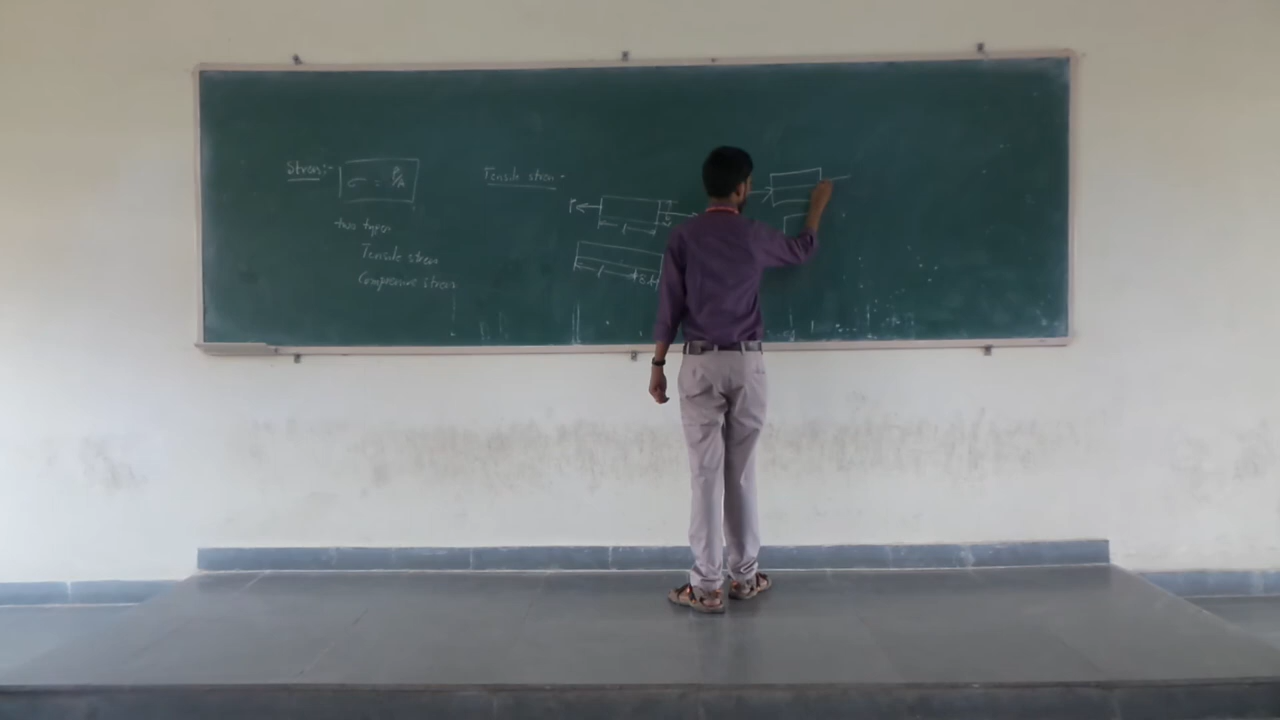 Stress:-
σ = P/A
two types
Tensile stress
Compressive stress
Tensile stress -
P
l
l